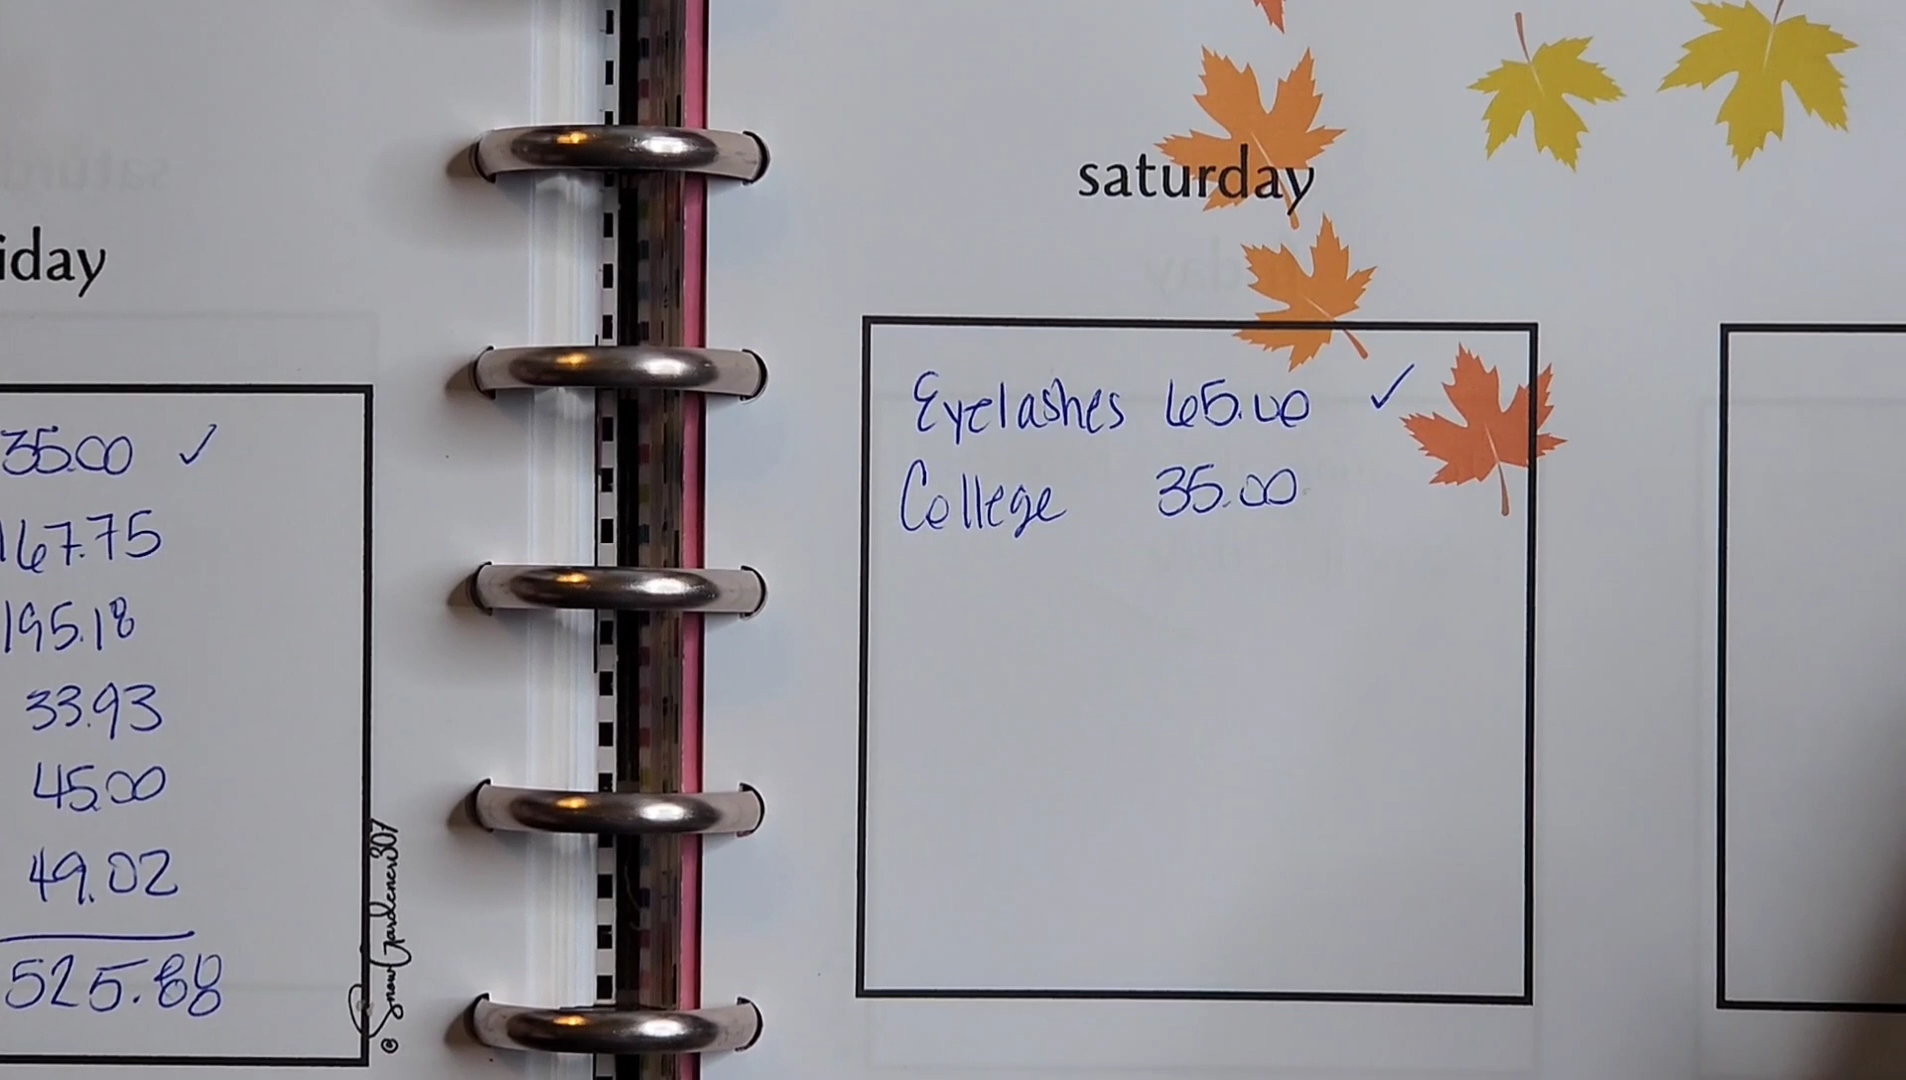 iday
35.00 ✓
167.75
195.18
33.93
45.00
49.02
525.88
© SnowGardener307
saturday
Eyelashes 65.00 ✓
College 35.00